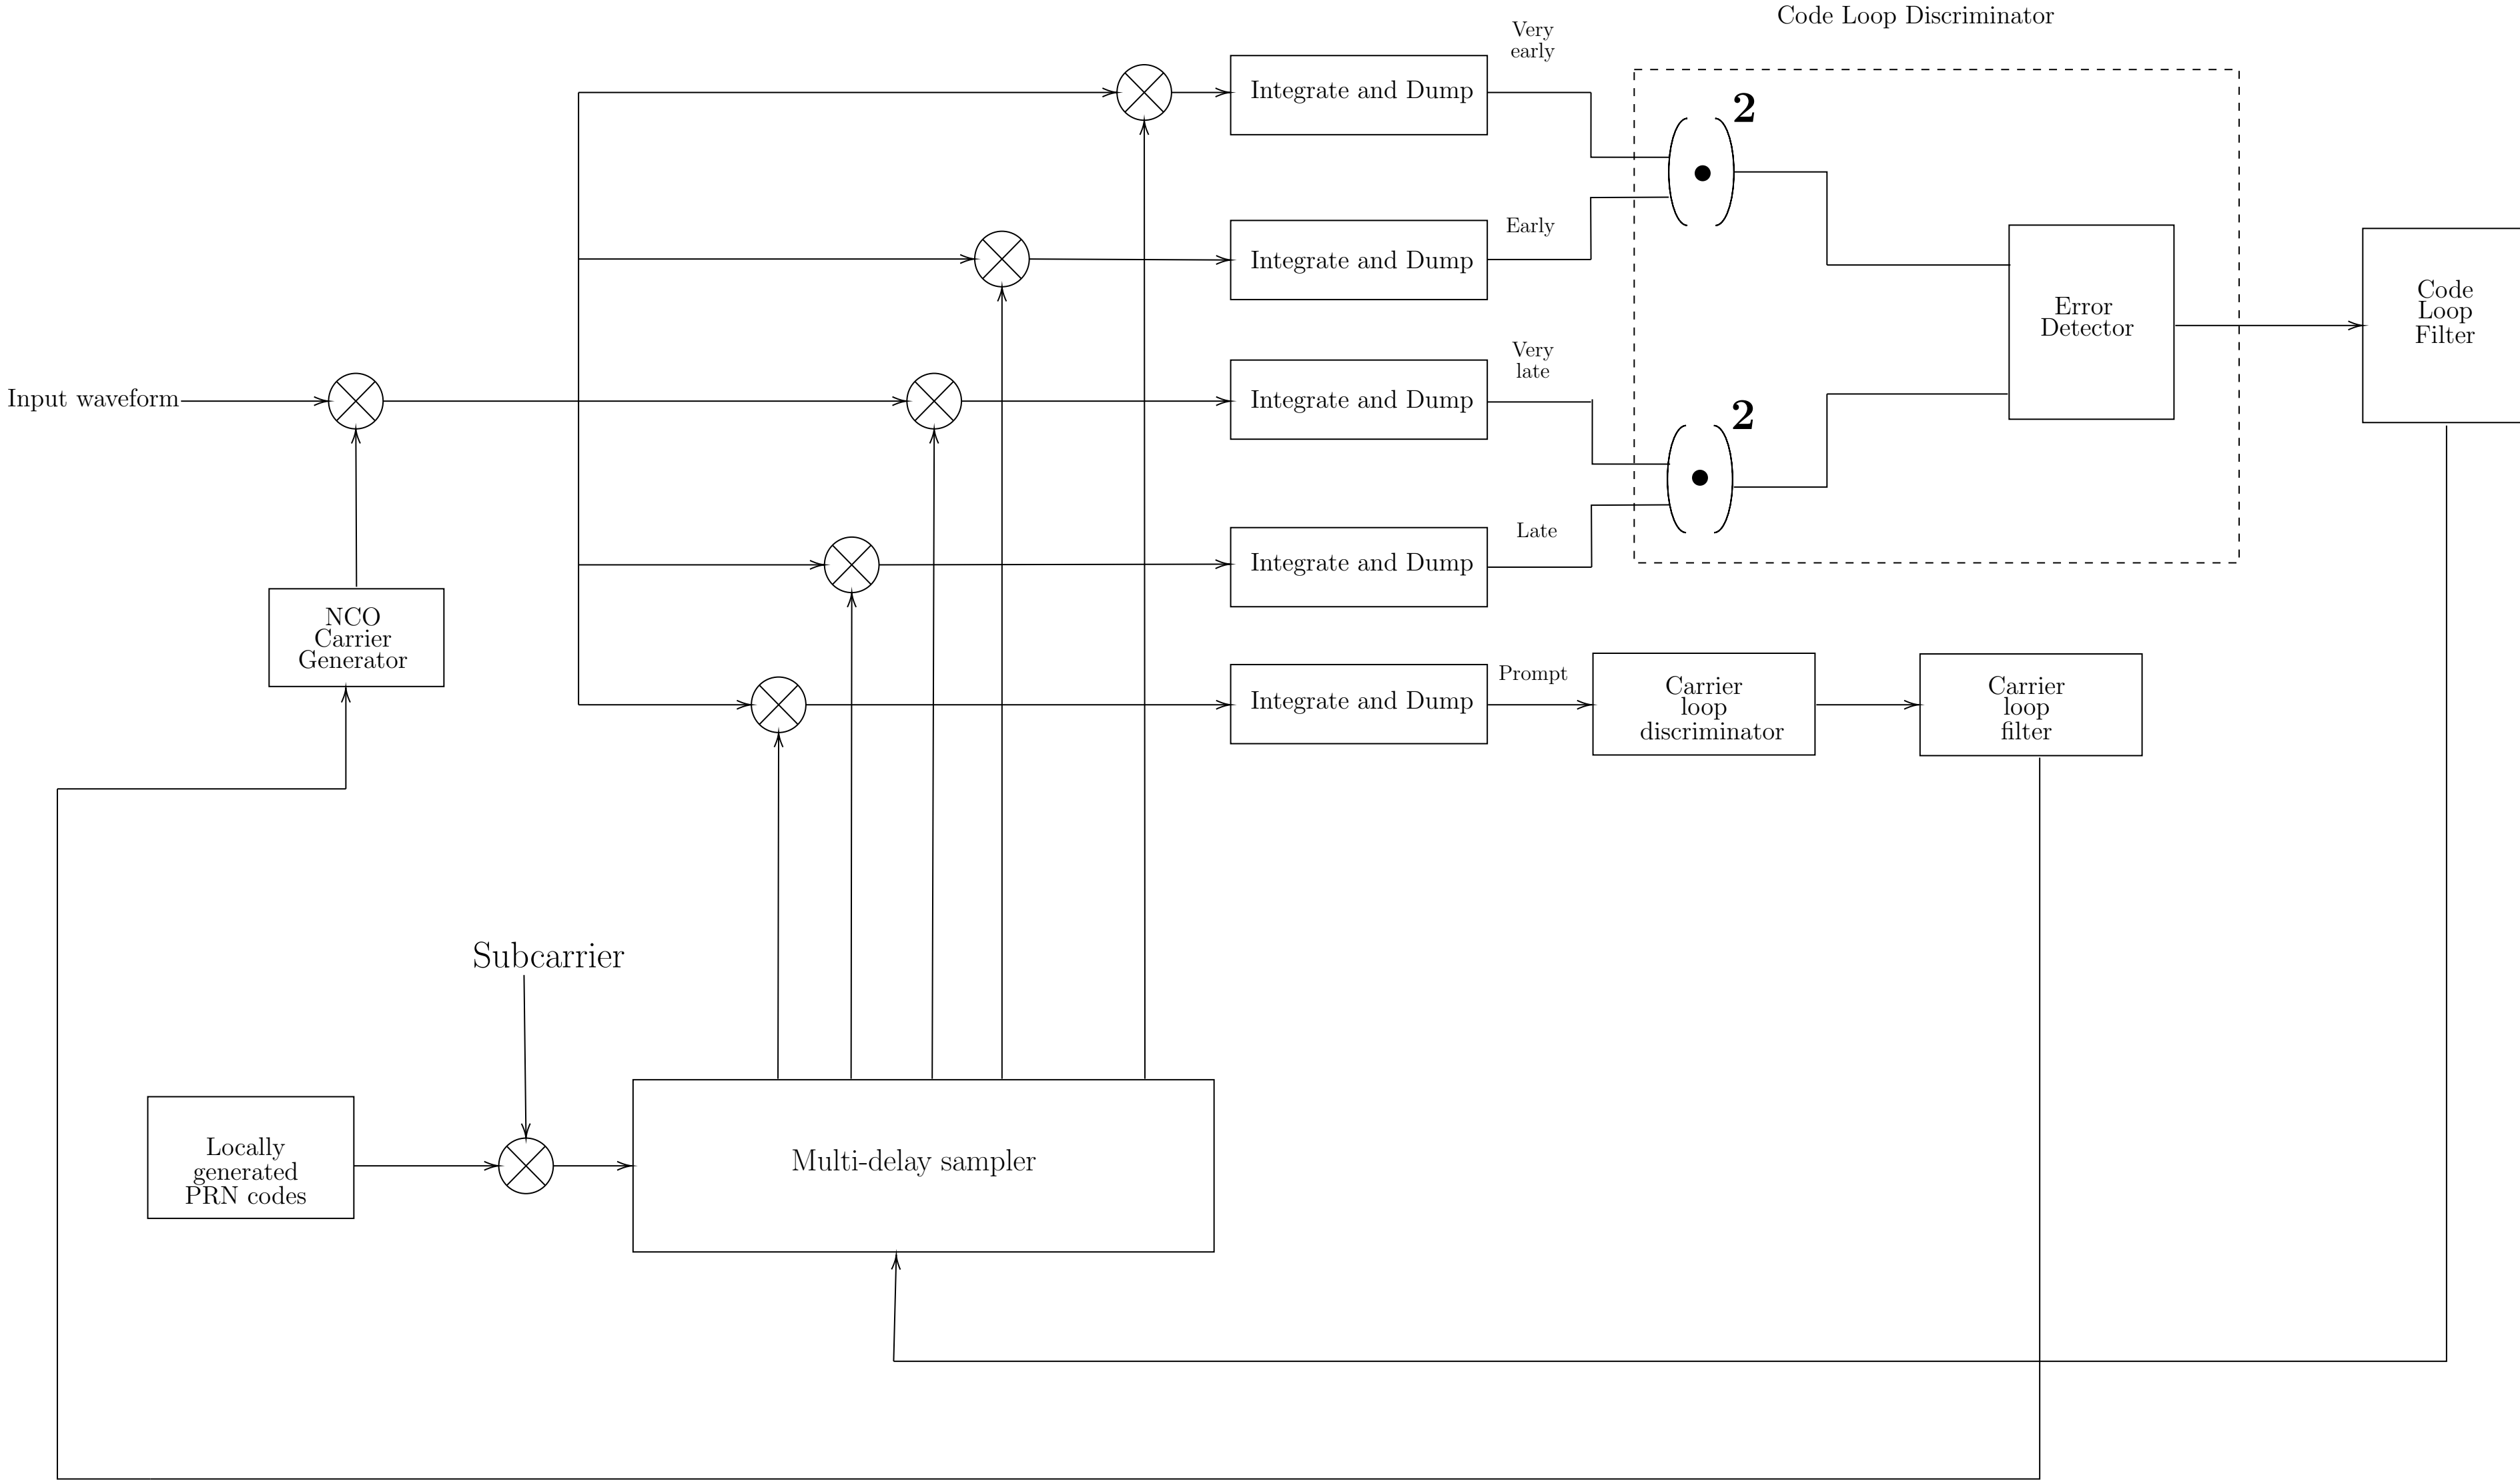 Code Loop Discriminator
Very
early
Integrate and Dump
2
Early
Integrate and Dump
Error
Detector
Code
Loop
Filter
Very
late
Input waveform
Integrate and Dump
2
Late
Integrate and Dump
NCO
Carrier
Generator
Prompt
Integrate and Dump
Carrier
loop
discriminator
Carrier
loop
filter
Subcarrier
Locally
generated
PRN codes
Multi-delay sampler